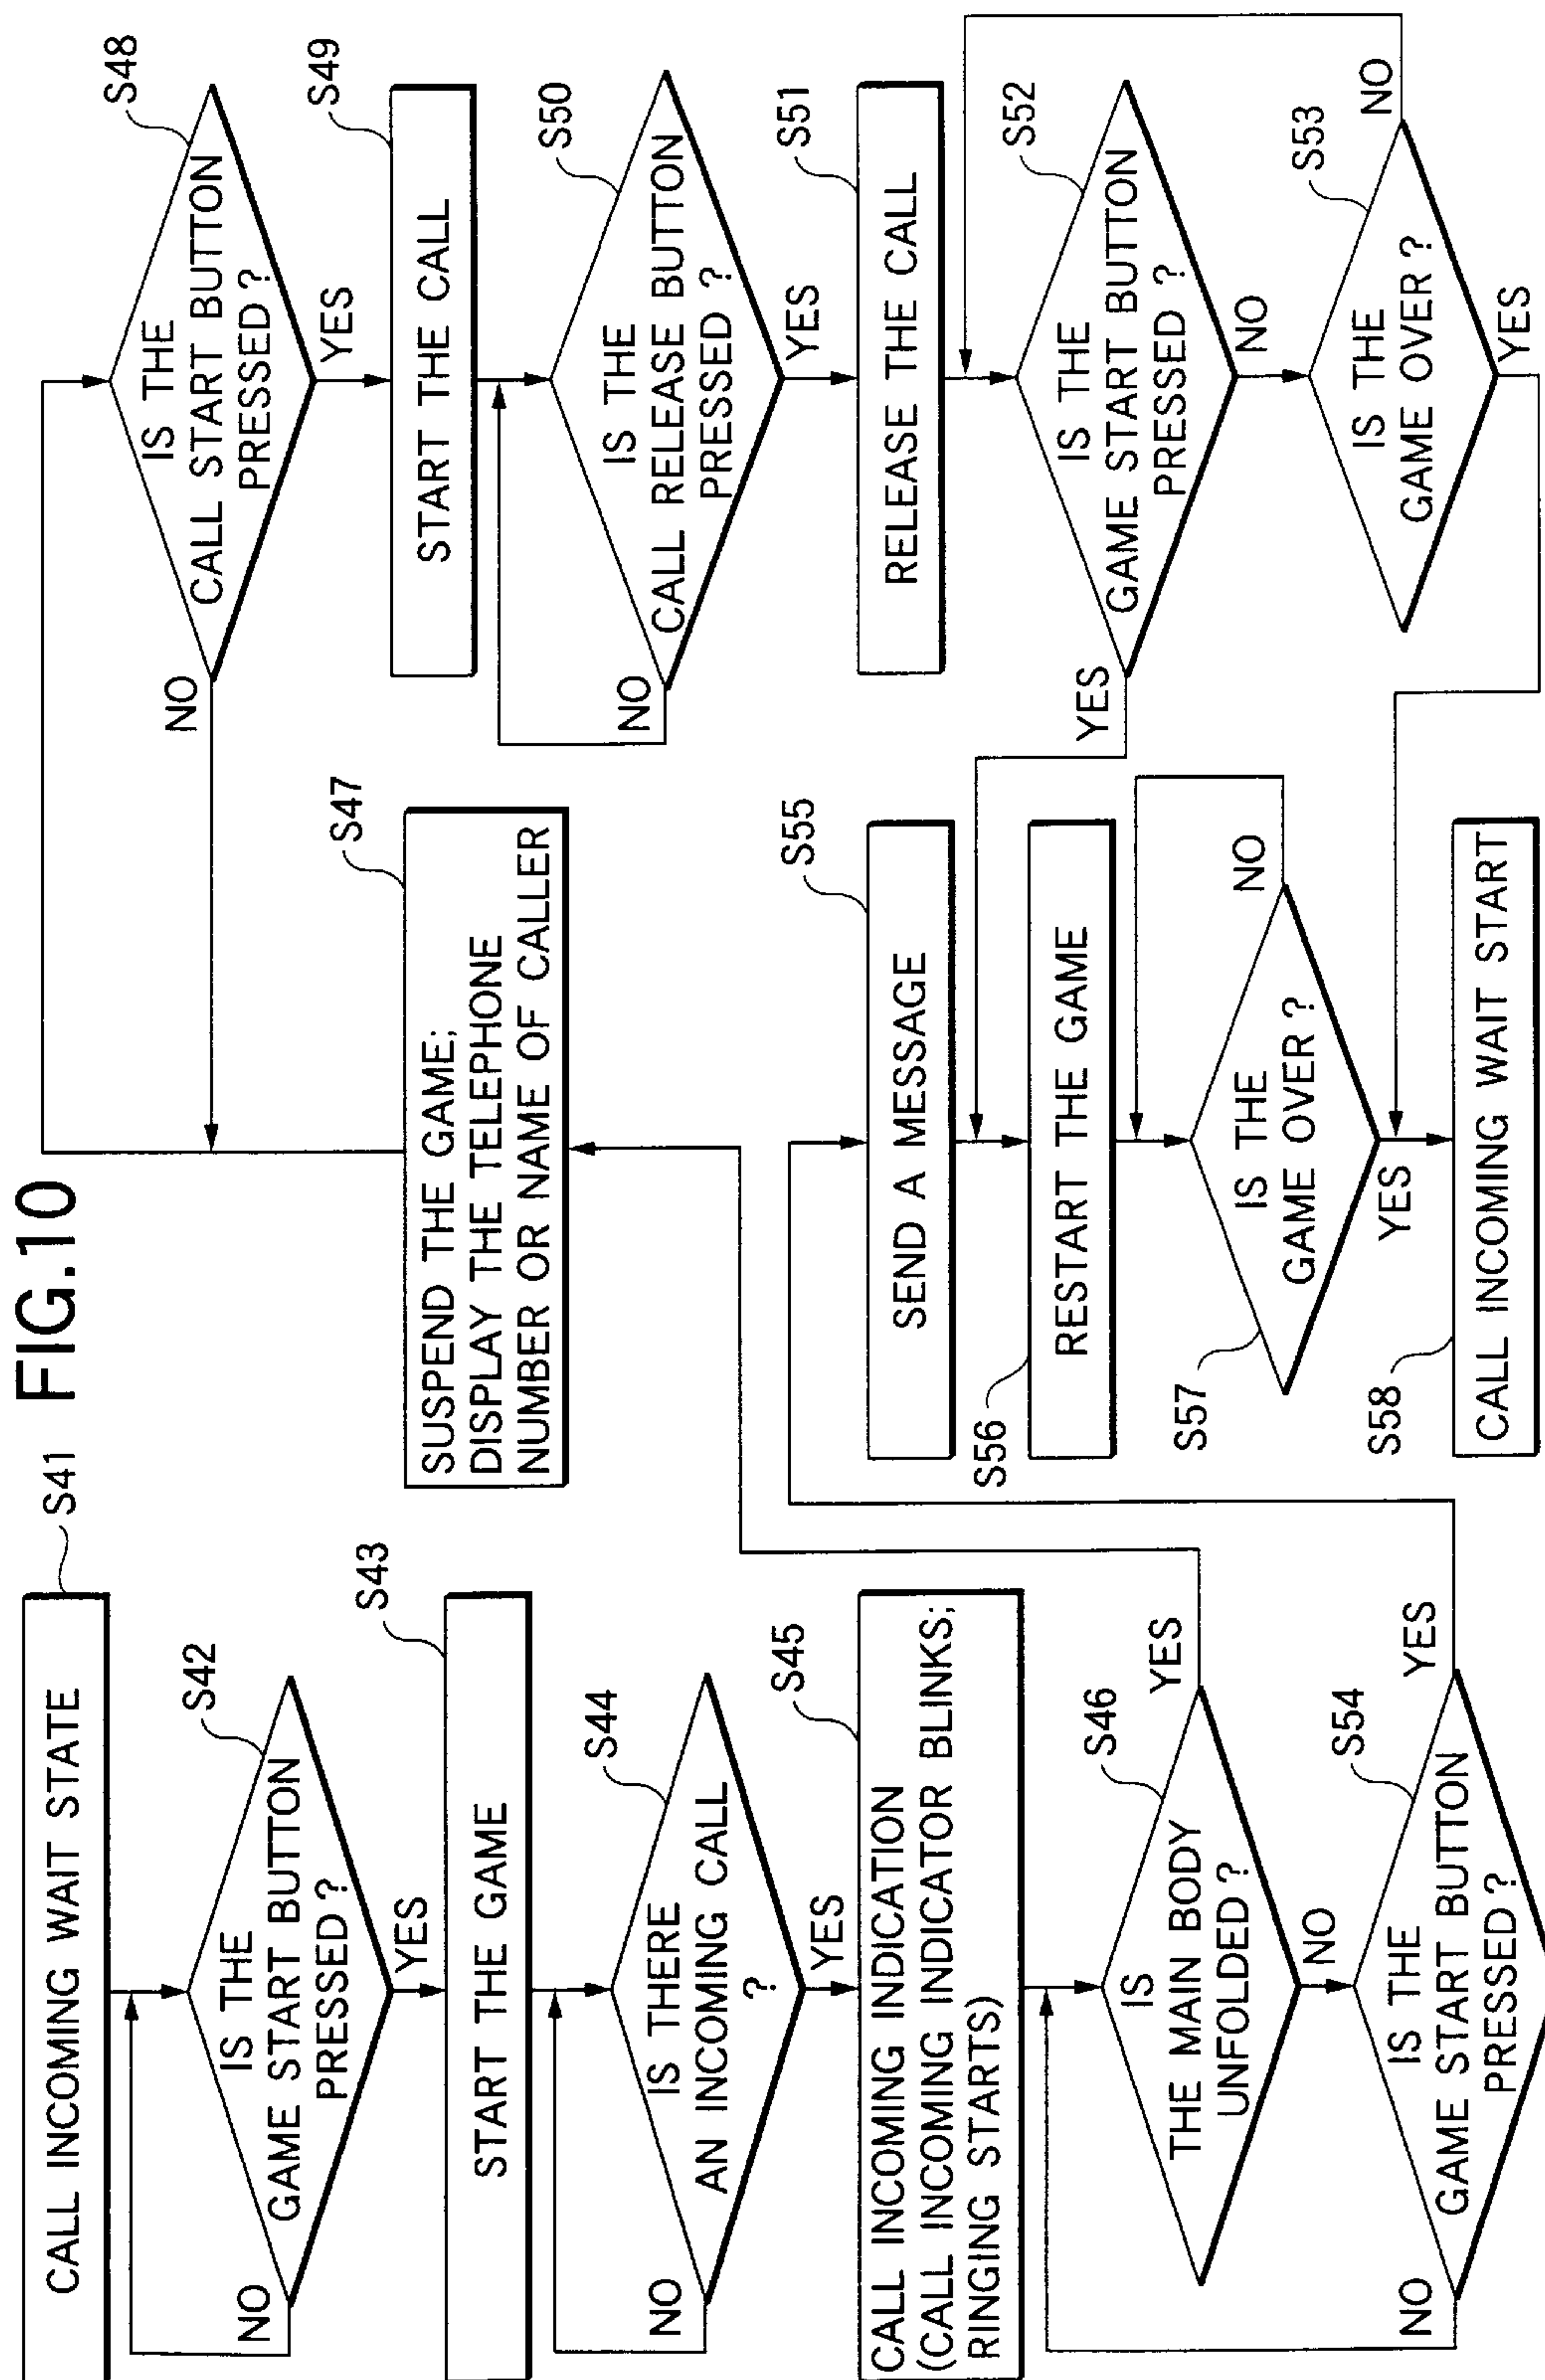 FIG.10
S41
CALL INCOMING WAIT STATE
S42
IS THE
GAME START BUTTON
PRESSED ?
NO
YES
S43
START THE GAME
S44
IS THERE
AN INCOMING CALL
?
NO
YES
S45
CALL INCOMING INDICATION
(CALL INCOMING INDICATOR BLINKS;
RINGING STARTS)
S46
IS
THE MAIN BODY
UNFOLDED ?
YES
NO
S54
IS THE
GAME START BUTTON
PRESSED ?
NO
YES
S47
SUSPEND THE GAME;
DISPLAY THE TELEPHONE
NUMBER OR NAME OF CALLER
S55
SEND A MESSAGE
S56
RESTART THE GAME
S57
IS THE
GAME OVER ?
NO
YES
S58
CALL INCOMING WAIT START
S48
IS THE
CALL START BUTTON
PRESSED ?
NO
YES
S49
START THE CALL
S50
IS THE
CALL RELEASE BUTTON
PRESSED ?
NO
YES
S51
RELEASE THE CALL
S52
IS THE
GAME START BUTTON
PRESSED ?
YES
NO
S53
IS THE
GAME OVER ?
NO
YES